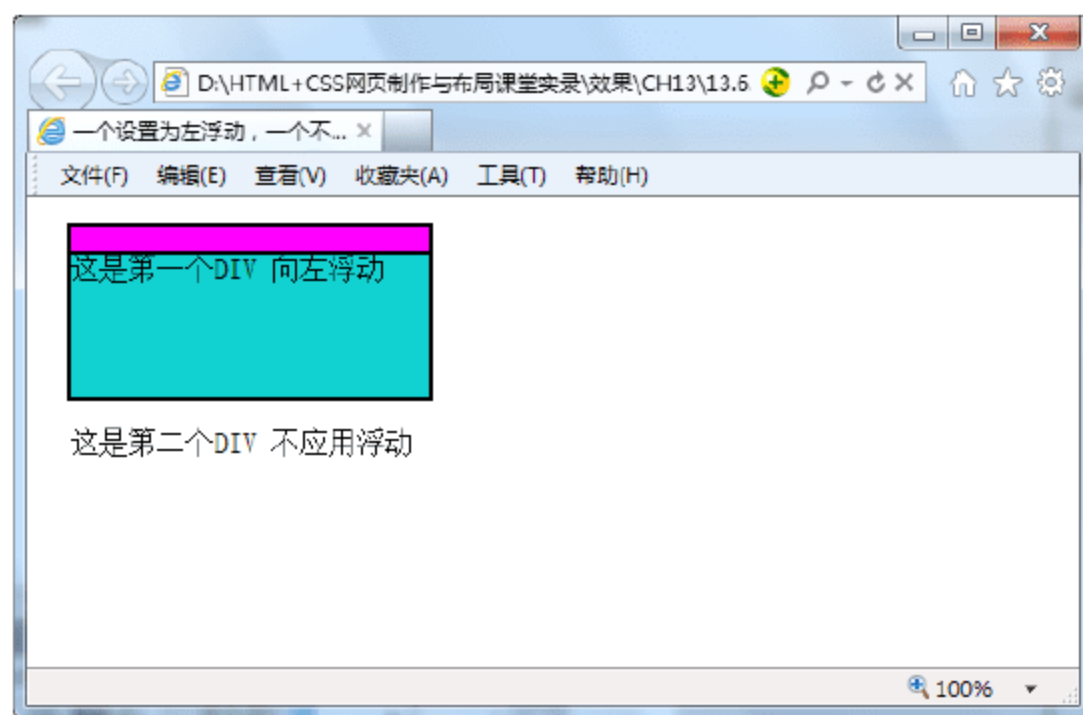 D:\HTML+CSS网页制作与布局课堂实录\效果\CH13\13.6.
一个设置为左浮动，一个不...
文件(F) 编辑(E) 查看(V) 收藏夹(A) 工具(T) 帮助(H)
这是第一个DIV 向左浮动
这是第二个DIV 不应用浮动
100%